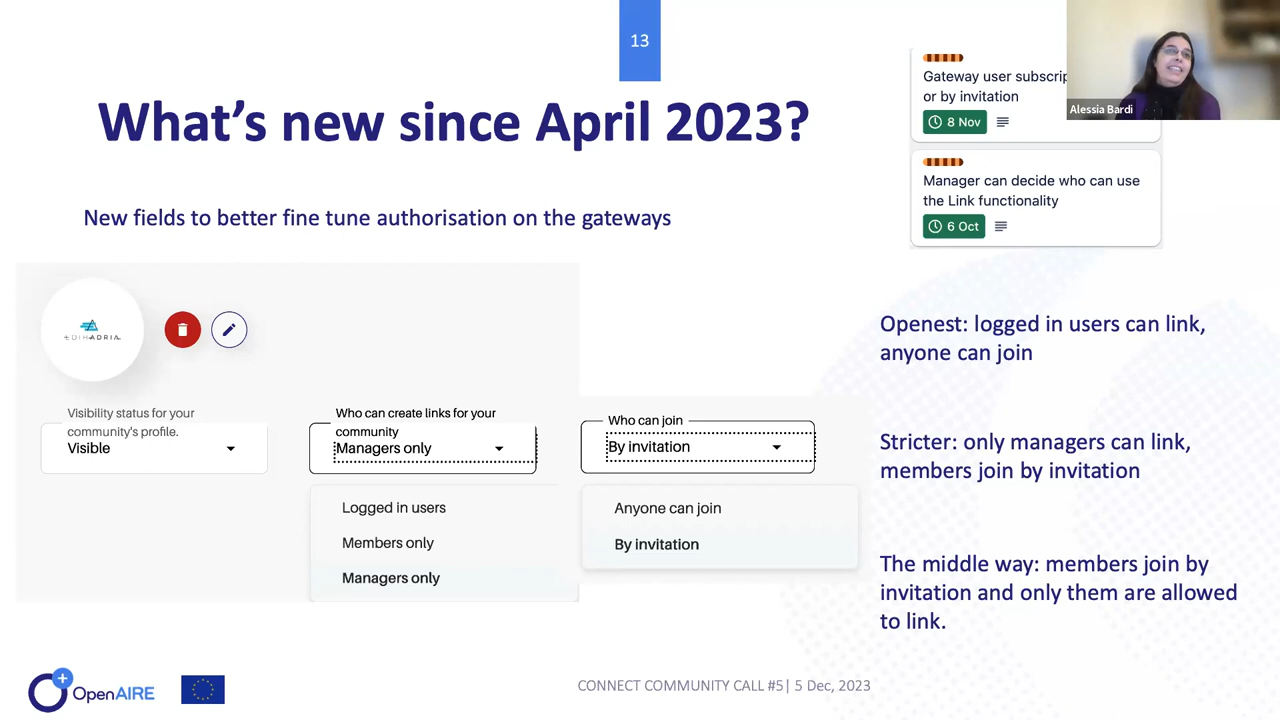 13
What's new since April 2023?
New fields to better fine tune authorisation on the gateways
Gateway user subscrip
or by invitation
8 Nov
Manager can decide who can use
the Link functionality
6 Oct
Alessia Bardi
EDIHADRIA
Visibility status for your
community's profile.
Visible
Who can create links for your
community
Managers only
Logged in users
Members only
Managers only
Who can join
By invitation
Anyone can join
By invitation
Openest: logged in users can link,
anyone can join
Stricter: only managers can link,
members join by invitation
The middle way: members join by
invitation and only them are allowed
to link.
OpenAIRE
CONNECT COMMUNITY CALL #5| 5 Dec, 2023